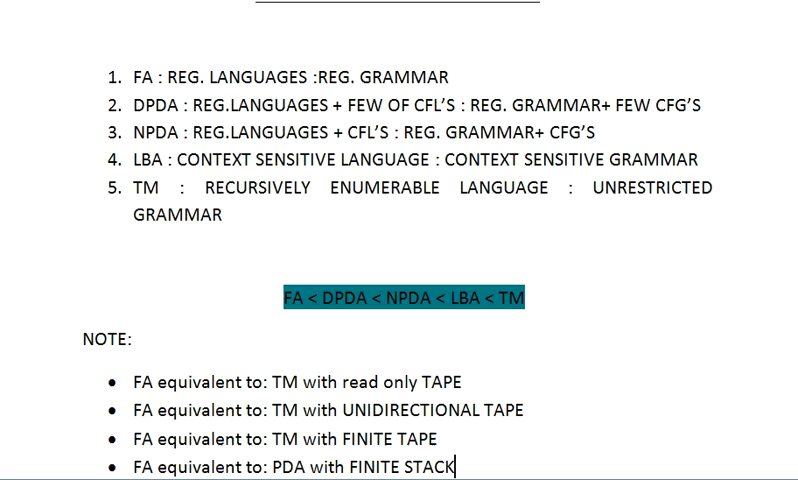 1. FA : REG. LANGUAGES :REG. GRAMMAR
2. DPDA : REG.LANGUAGES + FEW OF CFL’S : REG. GRAMMAR+ FEW CFG’S
3. NPDA : REG.LANGUAGES + CFL’S : REG. GRAMMAR+ CFG’S
4. LBA : CONTEXT SENSITIVE LANGUAGE : CONTEXT SENSITIVE GRAMMAR
5. TM : RECURSIVELY ENUMERABLE LANGUAGE : UNRESTRICTED
GRAMMAR
FA < DPDA < NPDA < LBA < TM
NOTE:
• FA equivalent to: TM with read only TAPE
• FA equivalent to: TM with UNIDIRECTIONAL TAPE
• FA equivalent to: TM with FINITE TAPE
• FA equivalent to: PDA with FINITE STACK